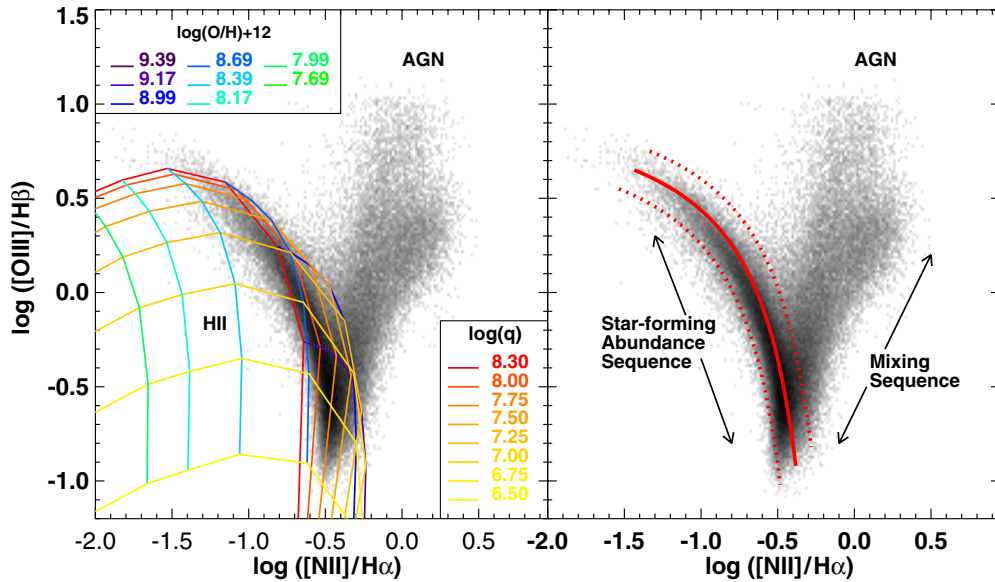 1.5
1.0
0.5
0.0
-0.5
-1.0
log ([OIII]/Hβ)
log(O/H)+12
9.39 8.69 7.99
9.17 8.39 7.69
8.99 8.17
AGN
HII
log(q)
8.30
8.00
7.75
7.50
7.25
7.00
6.75
6.50
-2.0 -1.5 -1.0 -0.5 0.0 0.5
log ([NII]/Hα)
AGN
Star-forming
Abundance
Sequence
Mixing
Sequence
-2.0 -1.5 -1.0 -0.5 0.0 0.5 1.0
log ([NII]/Hα)